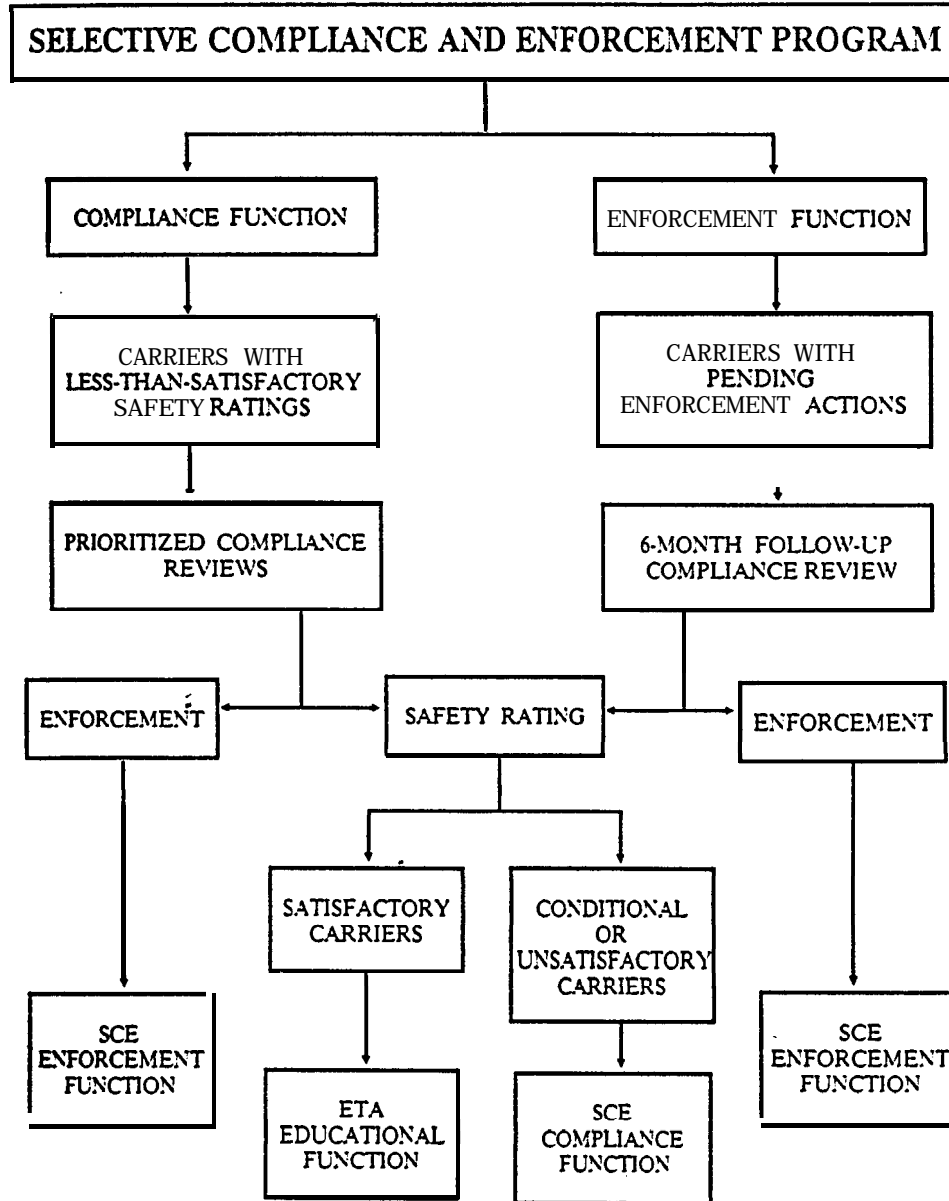 SELECTIVE COMPLIANCE AND ENFORCEMENT PROGRAM
COMPLIANCE FUNCTION
ENFORCEMENT FUNCTION
CARRIERS WITH
LESS-THAN-SATISFACTORY
SAFETY RATINGS
CARRIERS WITH
PENDING
ENFORCEMENT ACTIONS
PRIORITIZED COMPLIANCE
REVIEWS
6-MONTH FOLLOW-UP
COMPLIANCE REVIEW
ENFORCEMENT
SAFETY RATING
ENFORCEMENT
SATISFACTORY
CARRIERS
CONDITIONAL
OR
UNSATISFACTORY
CARRIERS
SCE
ENFORCEMENT
FUNCTION
ETA
EDUCATIONAL
FUNCTION
SCE
COMPLIANCE
FUNCTION
SCE
ENFORCEMENT
FUNCTION